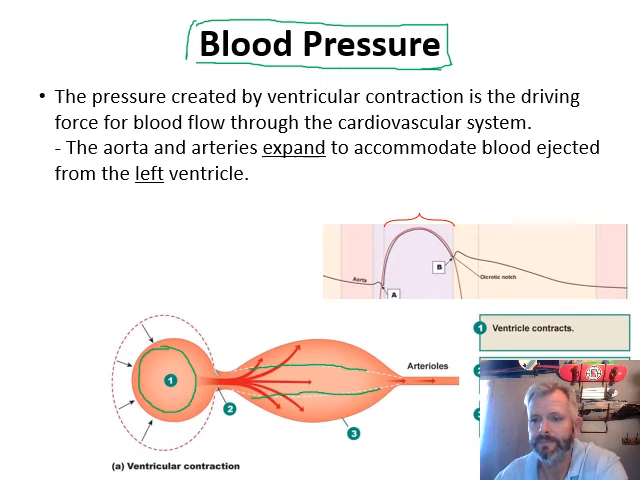 Blood Pressure
• The pressure created by ventricular contraction is the driving
force for blood flow through the cardiovascular system.
- The aorta and arteries expand to accommodate blood ejected
from the left ventricle.
Aorta
A
B
Dicrotic notch
1 Ventricle contracts.
1
2
3
Arterioles
(a) Ventricular contraction